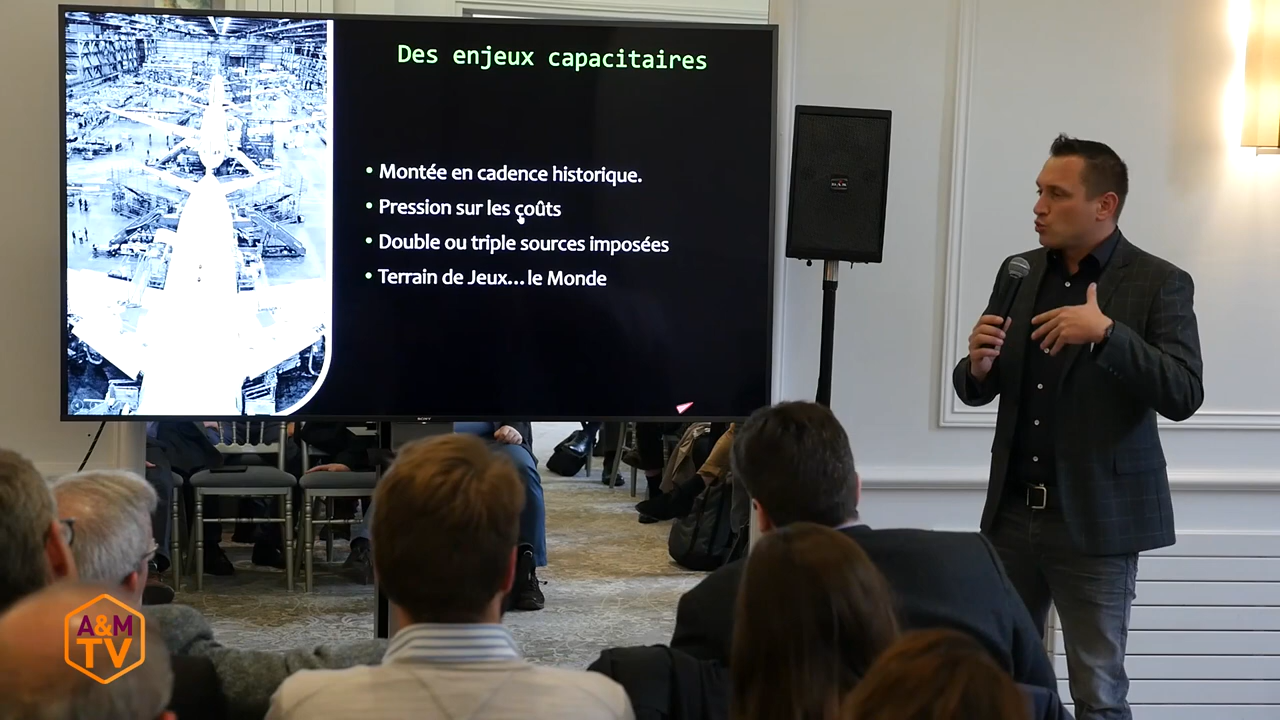 Des enjeux capacitaires
• Montée en cadence historique.
• Pression sur les coûts
• Double ou triple sources imposées
• Terrain de Jeux...le Monde
SONY
A&M
TV